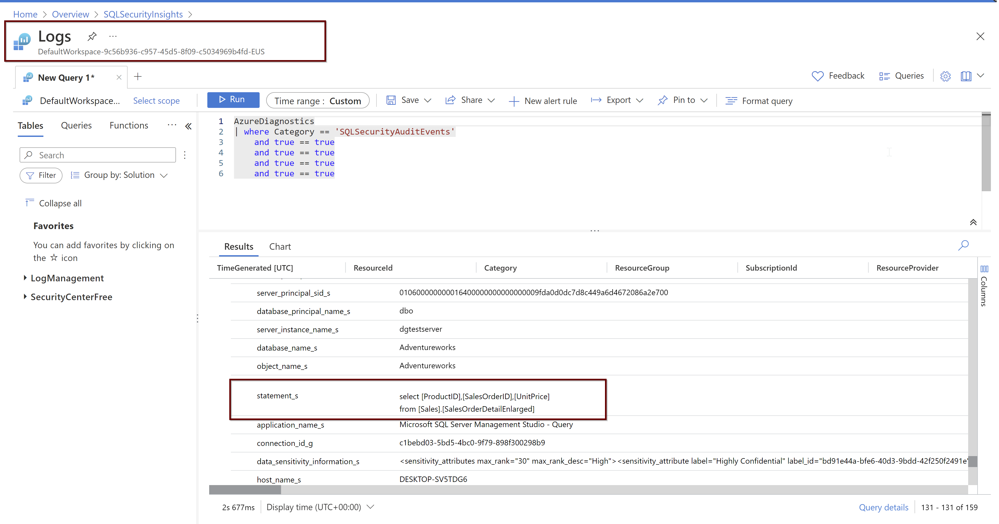 Home > Overview > SQLSecurityInsights >
Logs ...
DefaultWorkspace-9c56b936-c957-45d5-8f09-c5034969b4fd-EUS
New Query 1*
Feedback
Queries
DefaultWorkspace...
Select scope
Run
Time range : Custom
Save
Share
New alert rule
Export
Pin to
Format query
Tables
Queries
Functions
...
Search
Filter
Group by: Solution
Collapse all
Favorites
You can add favorites by clicking on
the ☆ icon
LogManagement
SecurityCenterFree
1 AzureDiagnostics
2 | where Category == 'SQLSecurityAuditEvents'
3 and true == true
4 and true == true
5 and true == true
6 and true == true
Results
Chart
TimeGenerated [UTC]
ResourceId
Category
ResourceGroup
SubscriptionId
ResourceProvider
Columns
server_principal_sid_s 01060000000001640000000000000009fda0d0dc7d8c449a6d4672086a2e700
database_principal_name_s dbo
server_instance_name_s dgtestserver
database_name_s Adventureworks
object_name_s Adventureworks
statement_s select [ProductID],[SalesOrderID],[UnitPrice]
from [Sales].[SalesOrderDetailEnlarged]
application_name_s Microsoft SQL Server Management Studio - Query
connection_id_g c1bebd03-5bd5-4bc0-9f79-898f300298b9
data_sensitivity_information_s <sensitivity_attributes max_rank="30" max_rank_desc="High"><sensitivity_attribute label="Highly Confidential" label_id="bd91e44a-bfe6-40d3-9bdd-42f250f2491e"
host_name_s DESKTOP-SV5TDG6
2s 677ms
Display time (UTC+00:00)
Query details
131 - 131 of 159